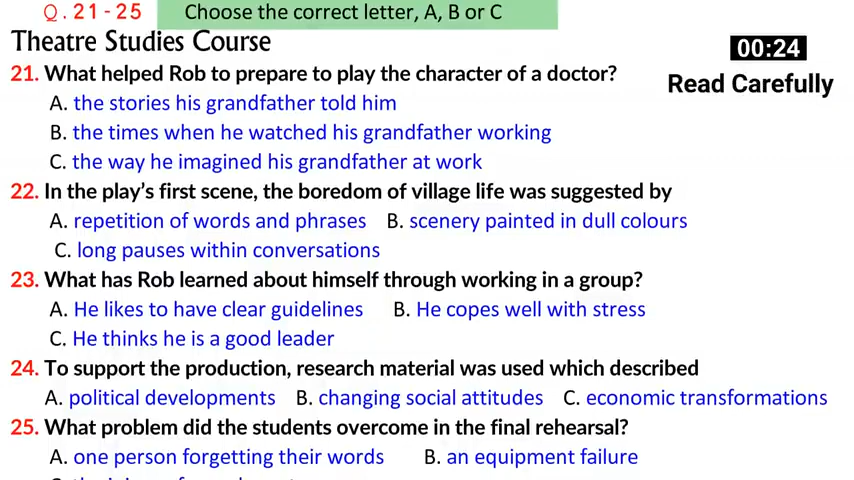 Q. 21-25 Choose the correct letter, A, B or C
Theatre Studies Course
00:24
Read Carefully
21. What helped Rob to prepare to play the character of a doctor?
A. the stories his grandfather told him
B. the times when he watched his grandfather working
C. the way he imagined his grandfather at work
22. In the play's first scene, the boredom of village life was suggested by
A. repetition of words and phrases B. scenery painted in dull colours
C. long pauses within conversations
23. What has Rob learned about himself through working in a group?
A. He likes to have clear guidelines B. He copes well with stress
C. He thinks he is a good leader
24. To support the production, research material was used which described
A. political developments B. changing social attitudes C. economic transformations
25. What problem did the students overcome in the final rehearsal?
A. one person forgetting their words B. an equipment failure